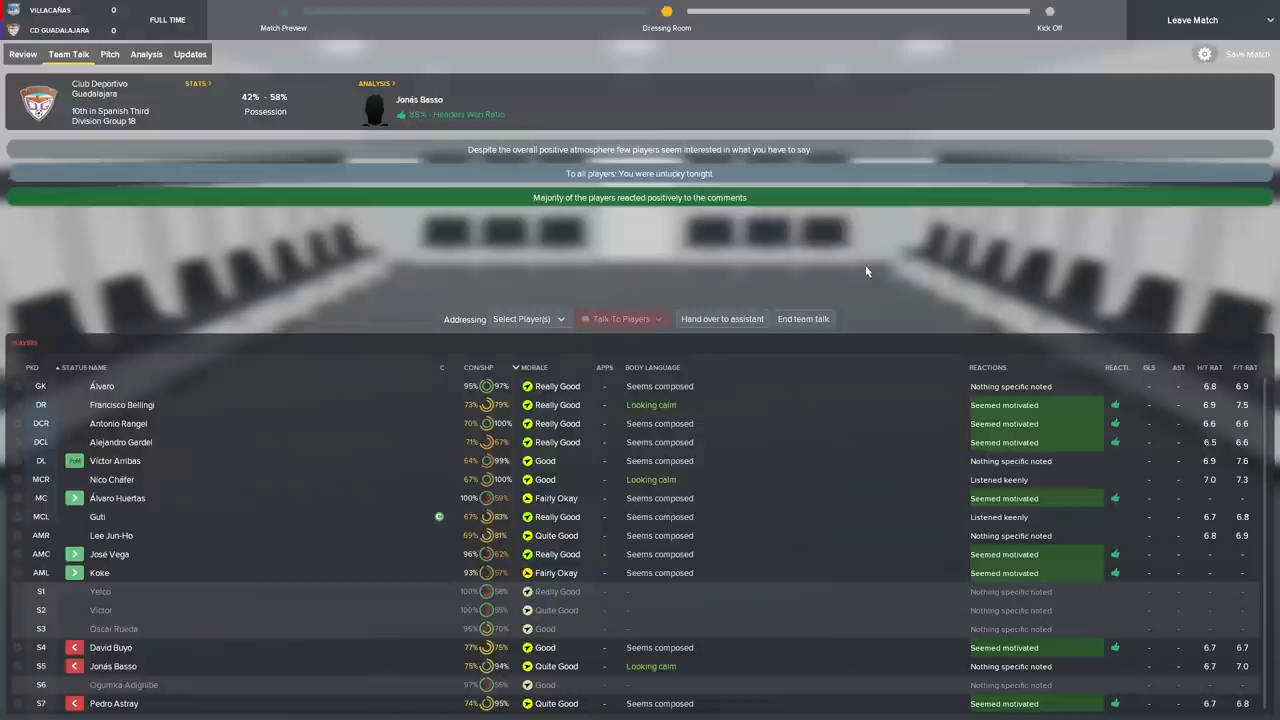 VILLACAÑAS 0
CD GUADALAJARA 0
FULL TIME
Match Preview
Dressing Room
Kick Off
Leave Match
Review Team Talk Pitch Analysis Updates
Save Match
Club Deportivo
Guadalajara
10th in Spanish Third
Division Group 18
STATS >
42% - 58%
Possession
ANALYSIS >
Jonás Basso
88% - Headers Won Ratio
Despite the overall positive atmosphere few players seem interested in what you have to say.
To all players: You were unlucky tonight
Majority of the players reacted positively to the comments
Addressing Select Player(s) Talk To Players Hand over to assistant End team talk
PLAYERS
PKD STATUS NAME C CON/SHP MORALE APPS BODY LANGUAGE REACTIONS REACTI... GLS AST H/T RAT F/T RAT
GK Álvaro 95% 97% Really Good - Seems composed Nothing specific noted - - 6.8 6.9
DR Francisco Bellingi 73% 79% Really Good - Looking calm Seemed motivated - - 6.9 7.5
DCR Antonio Rangel 70% 100% Really Good - Seems composed Seemed motivated - - 6.6 6.6
DCL Alejandro Gardel 71% 67% Really Good - Seems composed Seemed motivated - - 6.5 6.6
DL PoM Víctor Arribas 64% 99% Good - Seems composed Nothing specific noted - - 6.9 7.6
MCR Nico Cháfer 67% 100% Good - Looking calm Listened keenly - - 7.0 7.3
MC > Álvaro Huertas 100% 59% Fairly Okay - Seems composed Seemed motivated - - - -
MCL Guti C 67% 83% Really Good - Seems composed Listened keenly - - 6.7 6.8
AMR Lee Jun-Ho 69% 81% Quite Good - Seems composed Nothing specific noted - - 6.8 6.9
AMC > José Vega 96% 62% Really Good - Seems composed Seemed motivated - - - -
AML > Koke 93% 57% Fairly Okay - Seems composed Seemed motivated - - - -
S1 Yeico 100% 58% Really Good - - Nothing specific noted - - - -
S2 Víctor 100% 55% Quite Good - - Nothing specific noted - - - -
S3 Óscar Rueda 96% 70% Good - - Nothing specific noted - - - -
S4 < David Buyo 77% 75% Good - Seems composed Seemed motivated - - 6.7 6.7
S5 < Jonás Basso 75% 94% Quite Good - Looking calm Nothing specific noted - - 6.7 7.0
S6 Ogumka Adignibe 97% 55% Good - - Nothing specific noted - - - -
S7 < Pedro Astray 74% 95% Quite Good - Seems composed Seemed motivated - - 6.7 6.8